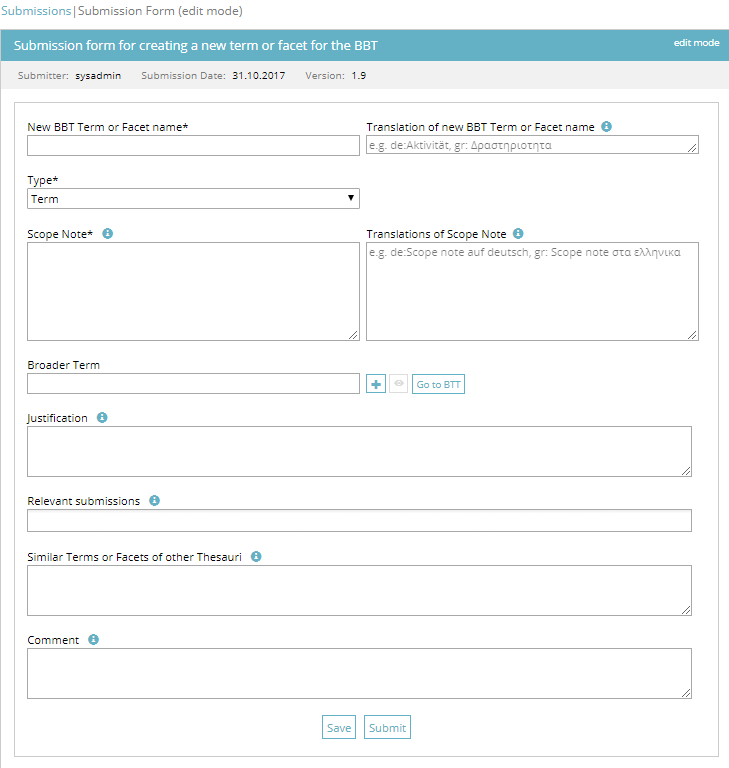 Submissions|Submission Form (edit mode)
Submission form for creating a new term or facet for the BBT edit mode
Submitter: sysadmin Submission Date: 31.10.2017 Version: 1.9
New BBT Term or Facet name* Translation of new BBT Term or Facet name
e.g. de:Aktivität, gr: Δραστηριοτητα
Type*
Term
Scope Note* Translations of Scope Note
e.g. de:Scope note auf deutsch, gr: Scope note στα ελληνικα
Broader Term
Go to BTT
Justification
Relevant submissions
Similar Terms or Facets of other Thesauri
Comment
Save Submit